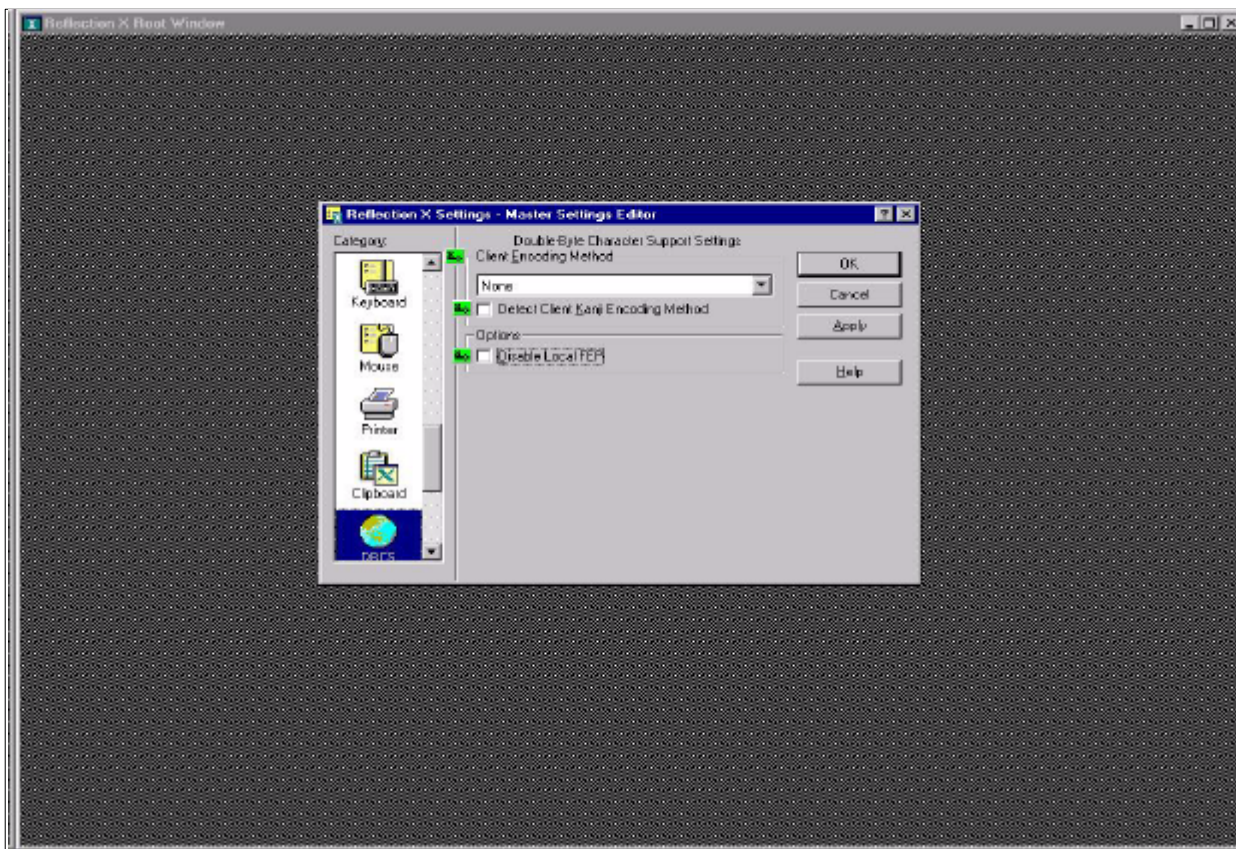 Reflection X Root Window
Reflection X Settings - Master Settings Editor
Category:
Keyboard
Mouse
Printer
Clipboard
DBCS
Double-Byte Character Support Settings
Client Encoding Method
None
Detect Client Kanji Encoding Method
Options
Disable Local FEP
OK
Cancel
Apply
Help